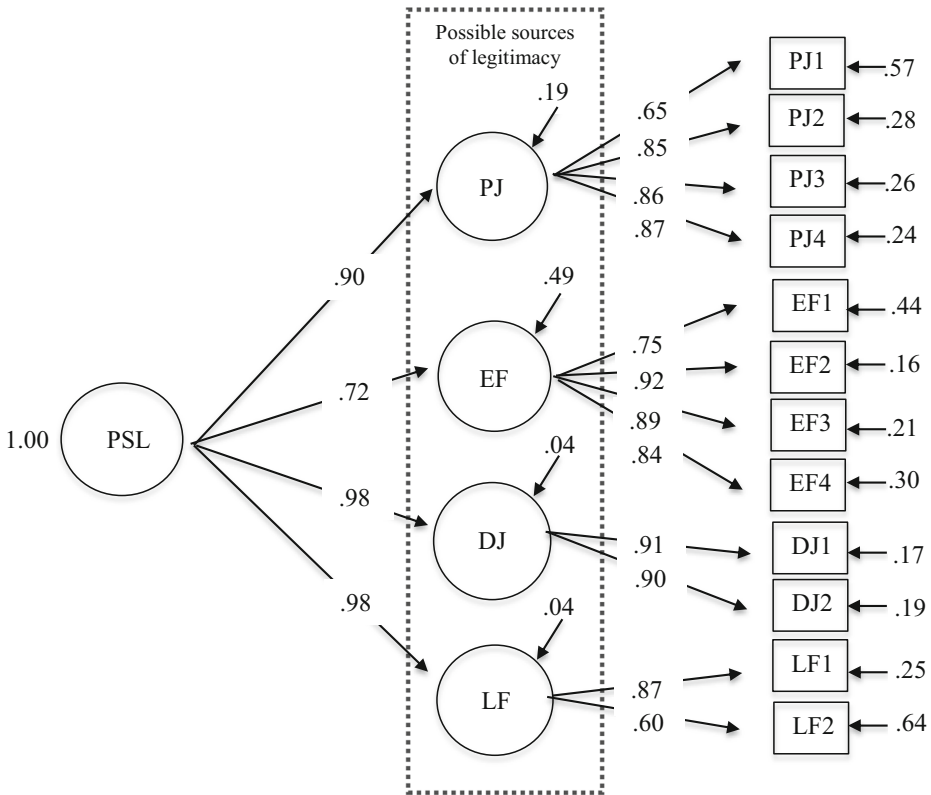 Possible sources
of legitimacy
.19
PJ
.90
.49
EF
.72
1.00
PSL
.04
DJ
.98
.98
.04
LF
.65
.85
.86
.87
.75
.92
.89
.84
.91
.90
.87
.60
PJ1
.57
PJ2
.28
PJ3
.26
PJ4
.24
EF1
.44
EF2
.16
EF3
.21
EF4
.30
DJ1
.17
DJ2
.19
LF1
.25
LF2
.64